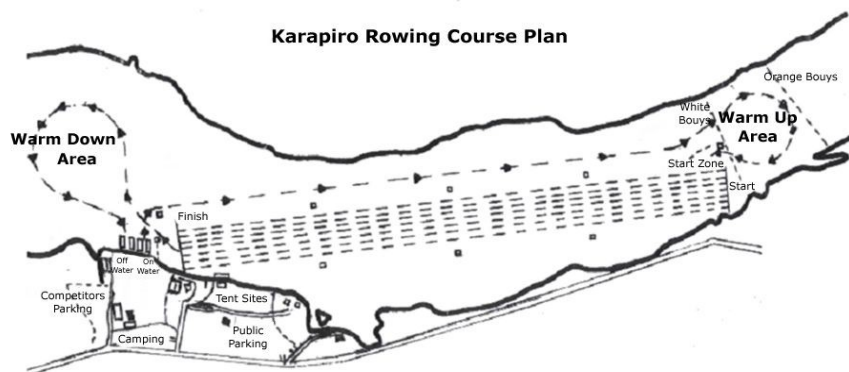 Karapiro Rowing Course Plan
Orange Bouys
White
Bouys
Warm Up
Area
Warm Down
Area
Start Zone
Start
Finish
Off
Water
On
Water
Competitors
Parking
Tent Sites
Public
Parking
Camping